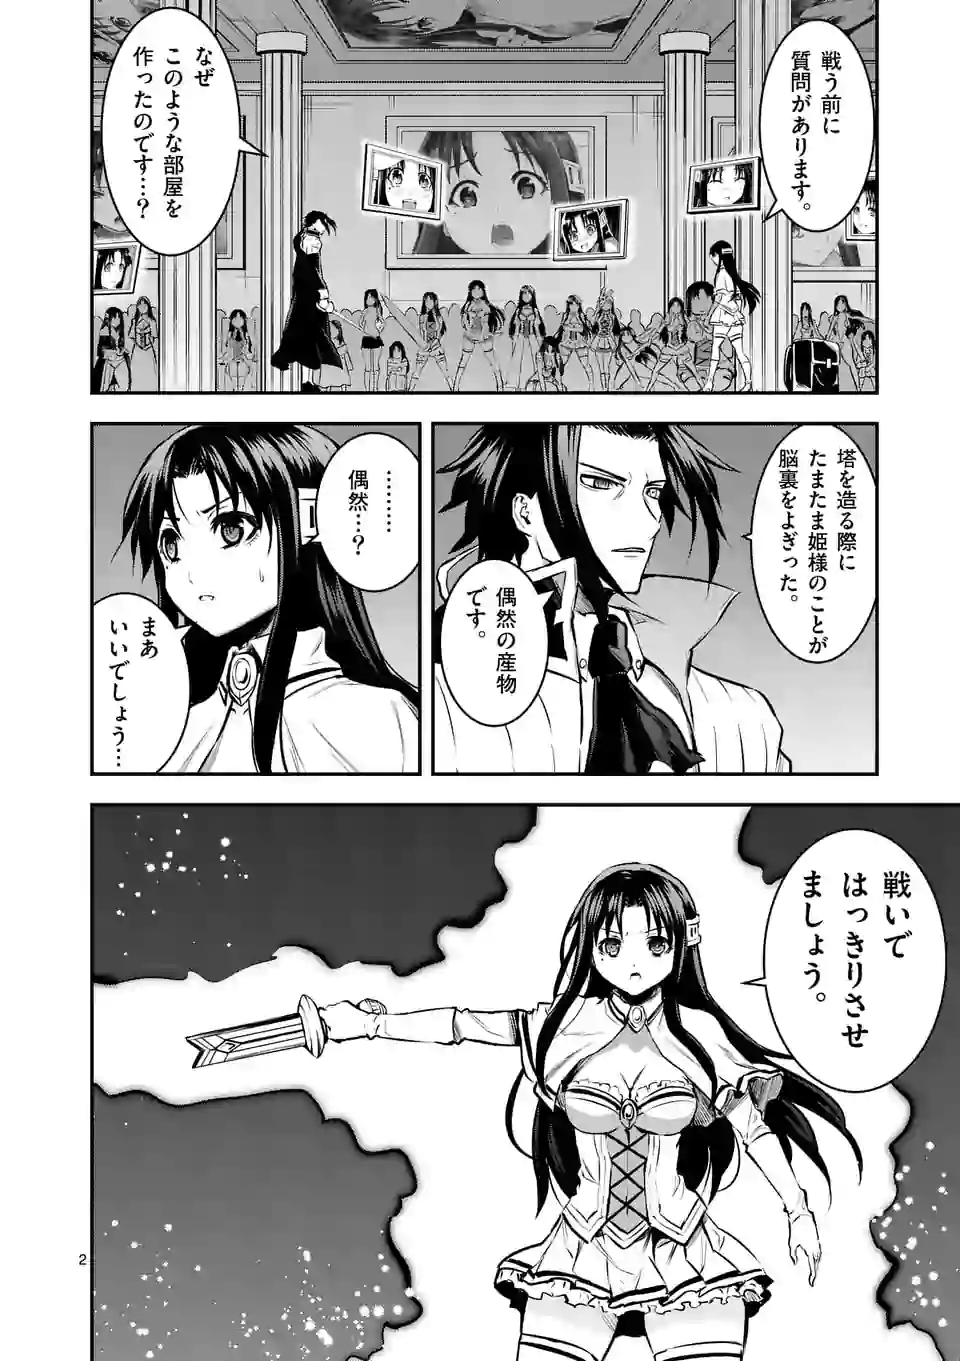 戦う前に
質問があります。
なぜ
このような部屋を
作ったのです…？
塔を造る際に
たまたま姫様のことが
脳裏をよぎった。
偶然の産物
です。
………
偶然…？
まあ
いいでしょう…
戦いで
はっきりさせ
ましょう。
2